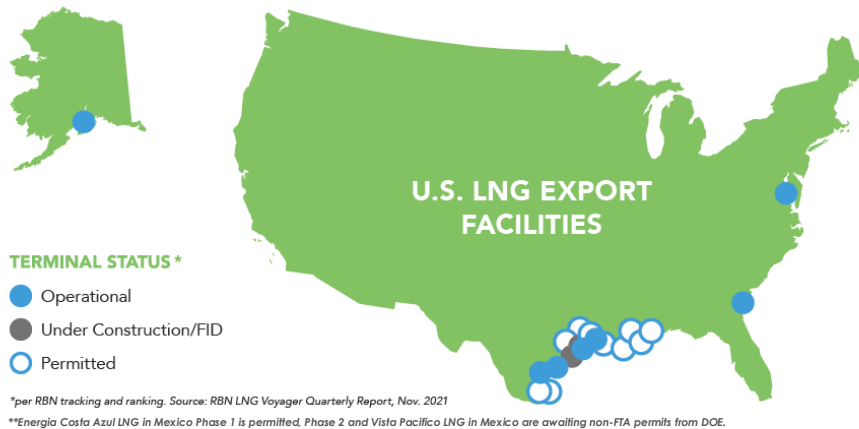 U.S. LNG EXPORT
FACILITIES
TERMINAL STATUS *
Operational
Under Construction/FID
Permitted
*per RBN tracking and ranking. Source: RBN LNG Voyager Quarterly Report, Nov. 2021
**Energia Costa Azul LNG in Mexico Phase 1 is permitted, Phase 2 and Vista Pacifico LNG in Mexico are awaiting non-FTA permits from DOE.